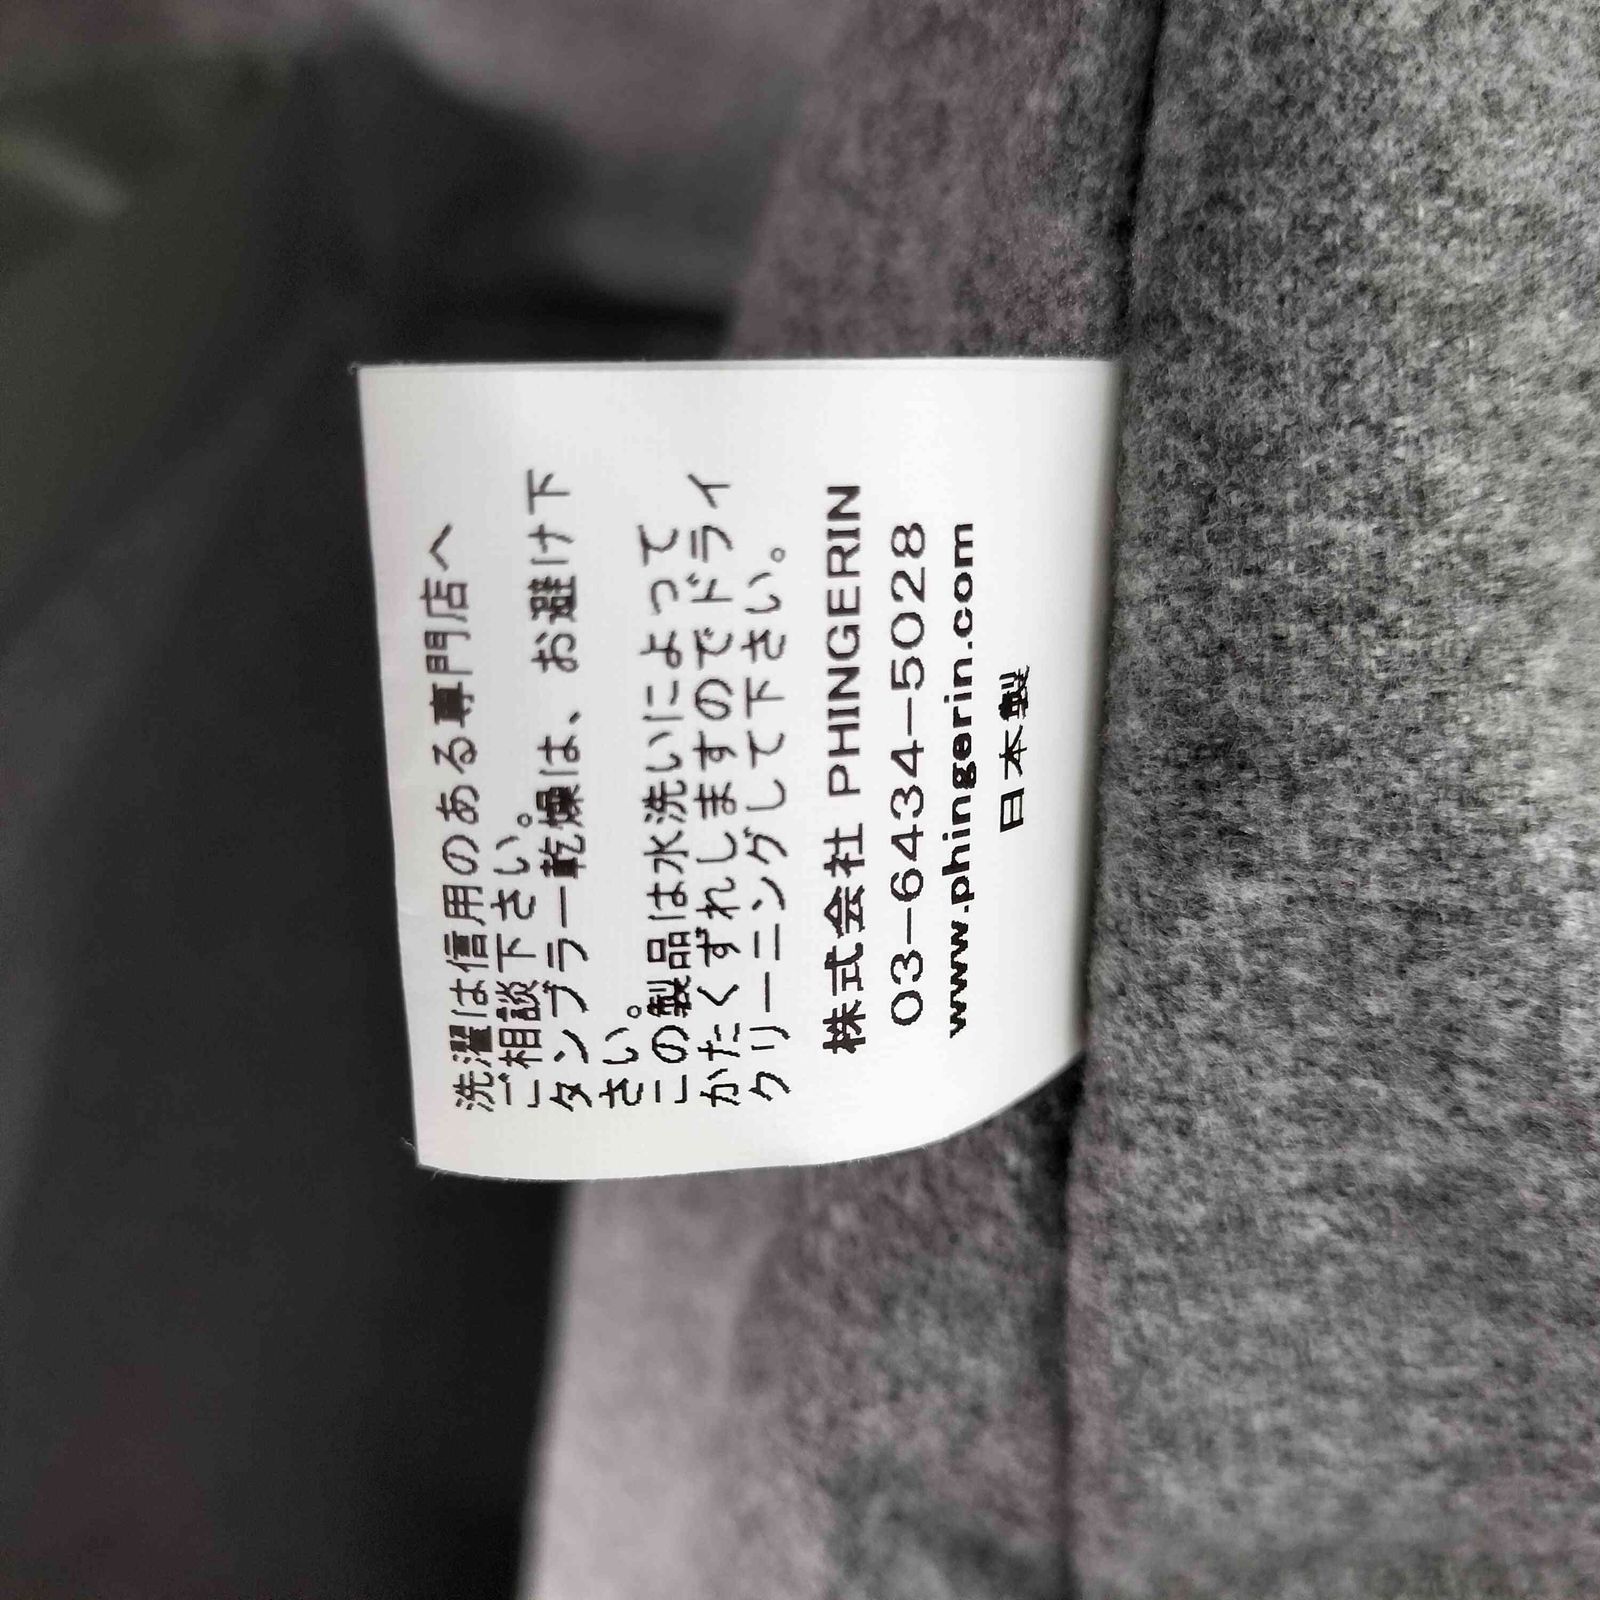 洗濯は信用のある専門店へ
ご相談下さい。
タンブラー乾燥は、お避け下
さい。
この製品は水洗いによって
かたくずれしますのでドライ
クリーニングして下さい。
株式会社 PHINGERIN
03-6434-5028
www.phingerin.com
日本製